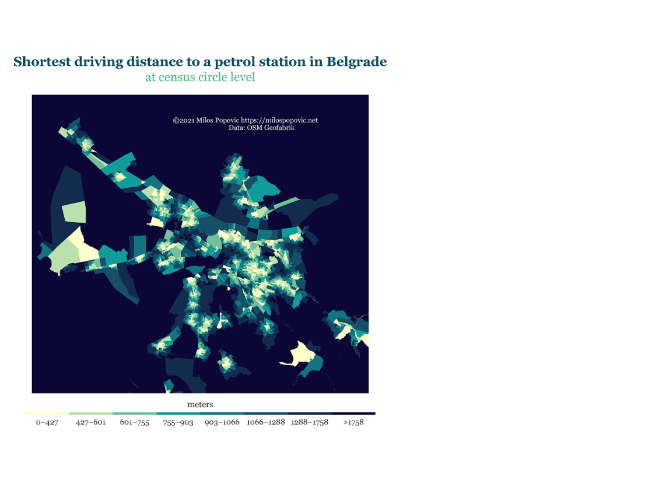 Shortest driving distance to a petrol station in Belgrade
at census circle level
©2021 Milos Popovic https://milospopovic.net
Data: OSM Geofabrik
meters
0–427 427–601 601–755 755–903 903–1066 1066–1288 1288–1758 >1758